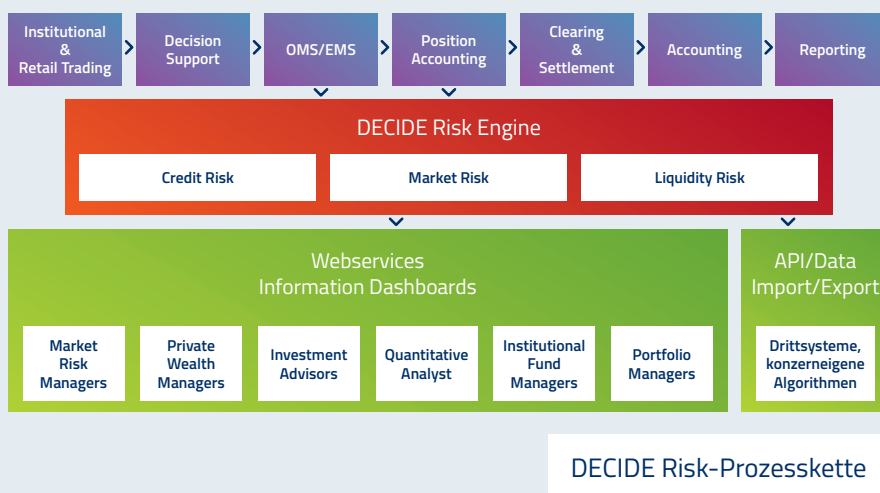 Institutional
&
Retail Trading
Decision
Support
OMS/EMS
Position
Accounting
Clearing
&
Settlement
Accounting
Reporting
DECIDE Risk Engine
Credit Risk
Market Risk
Liquidity Risk
Webservices
Information Dashboards
Market
Risk
Managers
Private
Wealth
Managers
Investment
Advisors
Quantitative
Analyst
Institutional
Fund
Managers
Portfolio
Managers
API/Data
Import/Export
Drittsysteme,
konzerneigene
Algorithmen
DECIDE Risk-Prozesskette